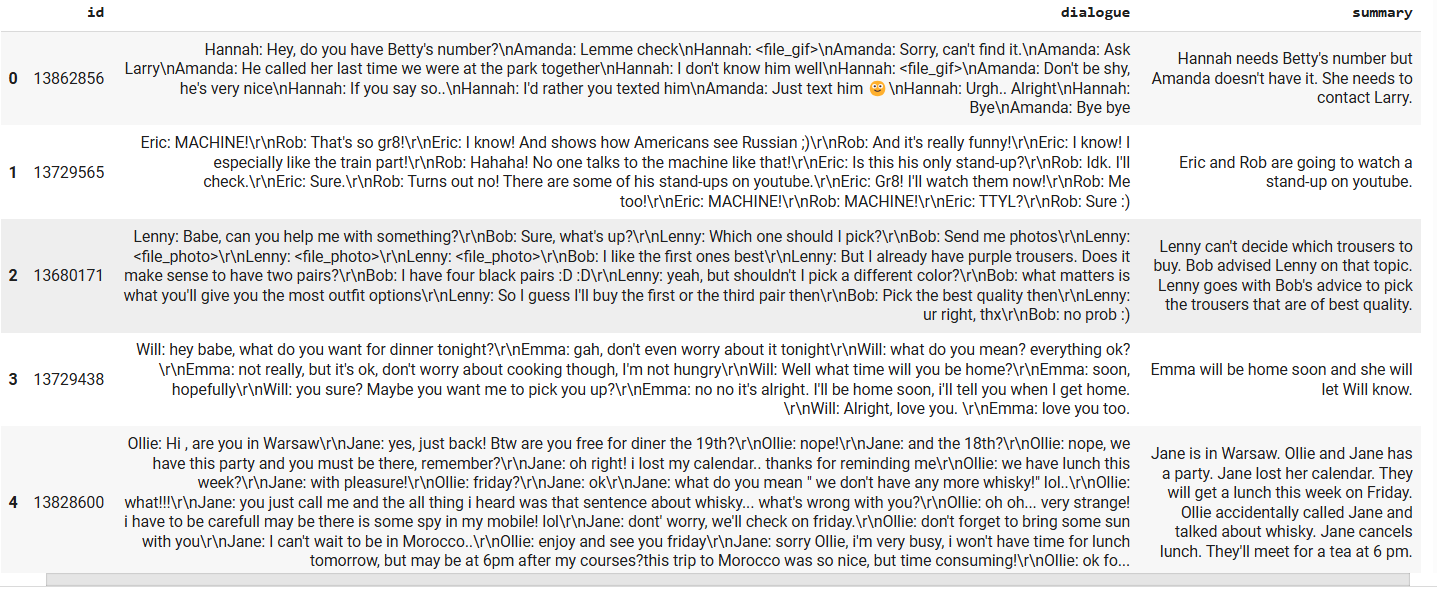 id dialogue summary
Hannah: Hey, do you have Betty's number?\nAmanda: Lemme check\nHannah: <file_gif>\nAmanda: Sorry, can't find it.\nAmanda: Ask
Larry\nAmanda: He called her last time we were at the park together\nHannah: I don't know him well\nHannah: <file_gif>\nAmanda: Don't be shy,
he's very nice\nHannah: If you say so..\nHannah: I'd rather you texted him\nAmanda: Just text him 🙂 \nHannah: Urgh.. Alright\nHannah:
Bye\nAmanda: Bye bye
0 13862856
Hannah needs Betty's number but
Amanda doesn't have it. She needs to
contact Larry.
Eric: MACHINE!\r\nRob: That's so gr8!\r\nEric: I know! And shows how Americans see Russian ;)\r\nRob: And it's really funny!\r\nEric: I know! I
especially like the train part!\r\nRob: Hahaha! No one talks to the machine like that!\r\nEric: Is this his only stand-up?\r\nRob: Idk. I'll
check.\r\nEric: Sure.\r\nRob: Turns out no! There are some of his stand-ups on youtube.\r\nEric: Gr8! I'll watch them now!\r\nRob: Me
too!\r\nEric: MACHINE!\r\nRob: MACHINE!\r\nEric: TTYL?\r\nRob: Sure :)
1 13729565
Eric and Rob are going to watch a
stand-up on youtube.
Lenny: Babe, can you help me with something?\r\nBob: Sure, what's up?\r\nLenny: Which one should I pick?\r\nBob: Send me photos\r\nLenny:
<file_photo>\r\nLenny: <file_photo>\r\nLenny: <file_photo>\r\nBob: I like the first ones best\r\nLenny: But I already have purple trousers. Does it
make sense to have two pairs?\r\nBob: I have four black pairs :D :D\r\nLenny: yeah, but shouldn't I pick a different color?\r\nBob: what matters is
what you'll give you the most outfit options\r\nLenny: So I guess I'll buy the first or the third pair then\r\nBob: Pick the best quality then\r\nLenny:
ur right, thx\r\nBob: no prob :)
2 13680171
Lenny can't decide which trousers to
buy. Bob advised Lenny on that topic.
Lenny goes with Bob's advice to pick
the trousers that are of best quality.
Will: hey babe, what do you want for dinner tonight?\r\nEmma: gah, don't even worry about it tonight\r\nWill: what do you mean? everything ok?
\r\nEmma: not really, but it's ok, don't worry about cooking though, I'm not hungry\r\nWill: Well what time will you be home?\r\nEmma: soon,
hopefully\r\nWill: you sure? Maybe you want me to pick you up?\r\nEmma: no no it's alright. I'll be home soon, i'll tell you when I get home.
\r\nWill: Alright, love you. \r\nEmma: love you too.
3 13729438
Emma will be home soon and she will
let Will know.
Ollie: Hi , are you in Warsaw\r\nJane: yes, just back! Btw are you free for diner the 19th?\r\nOllie: nope!\r\nJane: and the 18th?\r\nOllie: nope, we
have this party and you must be there, remember?\r\nJane: oh right! i lost my calendar.. thanks for reminding me\r\nOllie: we have lunch this
week?\r\nJane: with pleasure!\r\nOllie: friday?\r\nJane: ok\r\nJane: what do you mean " we don't have any more whisky!" lol..\r\nOllie:
what!!!\r\nJane: you just call me and the all thing i heard was that sentence about whisky... what's wrong with you?\r\nOllie: oh oh... very strange!
i have to be carefull may be there is some spy in my mobile! lol\r\nJane: dont' worry, we'll check on friday.\r\nOllie: don't forget to bring some sun
with you\r\nJane: I can't wait to be in Morocco..\r\nOllie: enjoy and see you friday\r\nJane: sorry Ollie, i'm very busy, i won't have time for lunch
tomorrow, but may be at 6pm after my courses?this trip to Morocco was so nice, but time consuming!\r\nOllie: ok fo...
4 13828600
Jane is in Warsaw. Ollie and Jane has
a party. Jane lost her calendar. They
will get a lunch this week on Friday.
Ollie accidentally called Jane and
talked about whisky. Jane cancels
lunch. They'll meet for a tea at 6 pm.